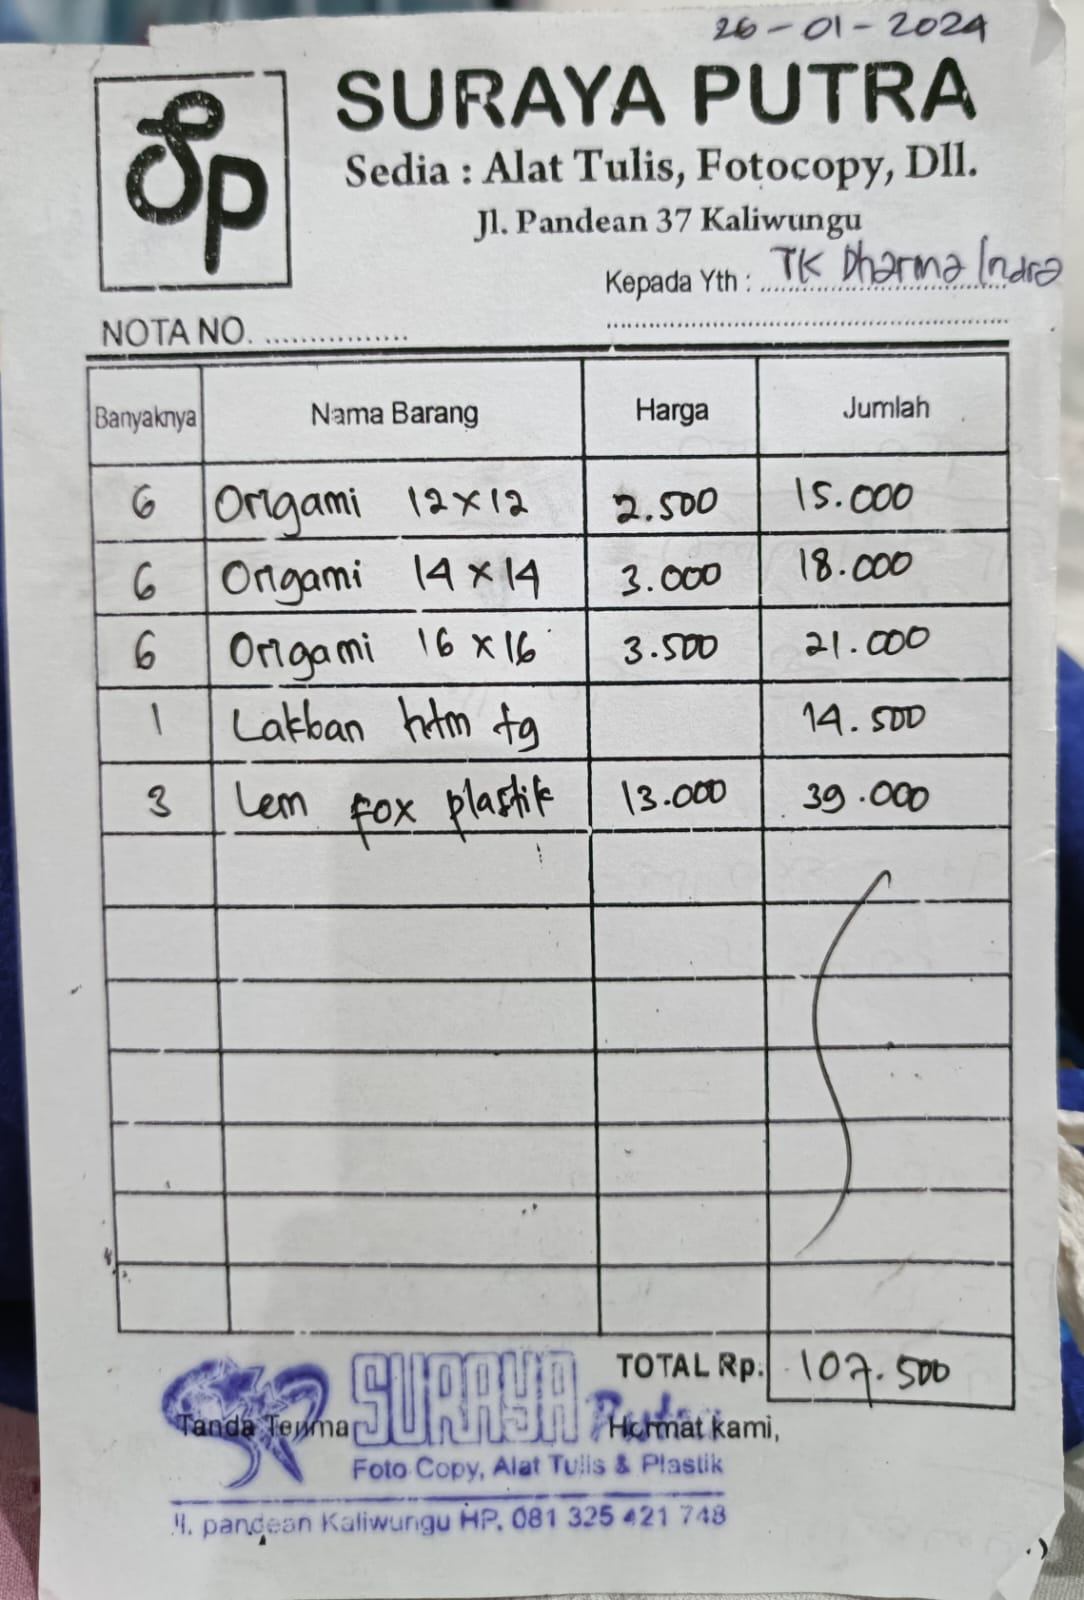 26-01-2024
SP
SURAYA PUTRA
Sedia : Alat Tulis, Fotocopy, Dll.
Jl. Pandean 37 Kaliwungu
Kepada Yth : TK Dharma Indra
NOTA NO. ................
Banyaknya Nama Barang Harga Jumlah
6 Origami 12x12 2.500 15.000
6 Origami 14x14 3.000 18.000
6 Origami 16x16 3.500 21.000
1 Lakban htm tg 14.500
3 Lem fox plastik 13.000 39.000
TOTAL Rp. 107.500
Tanda Terima Hormat kami,
SURAYA Putra
Foto Copy, Alat Tulis & Plastik
Jl. pandean Kaliwungu HP. 081 325 421 748